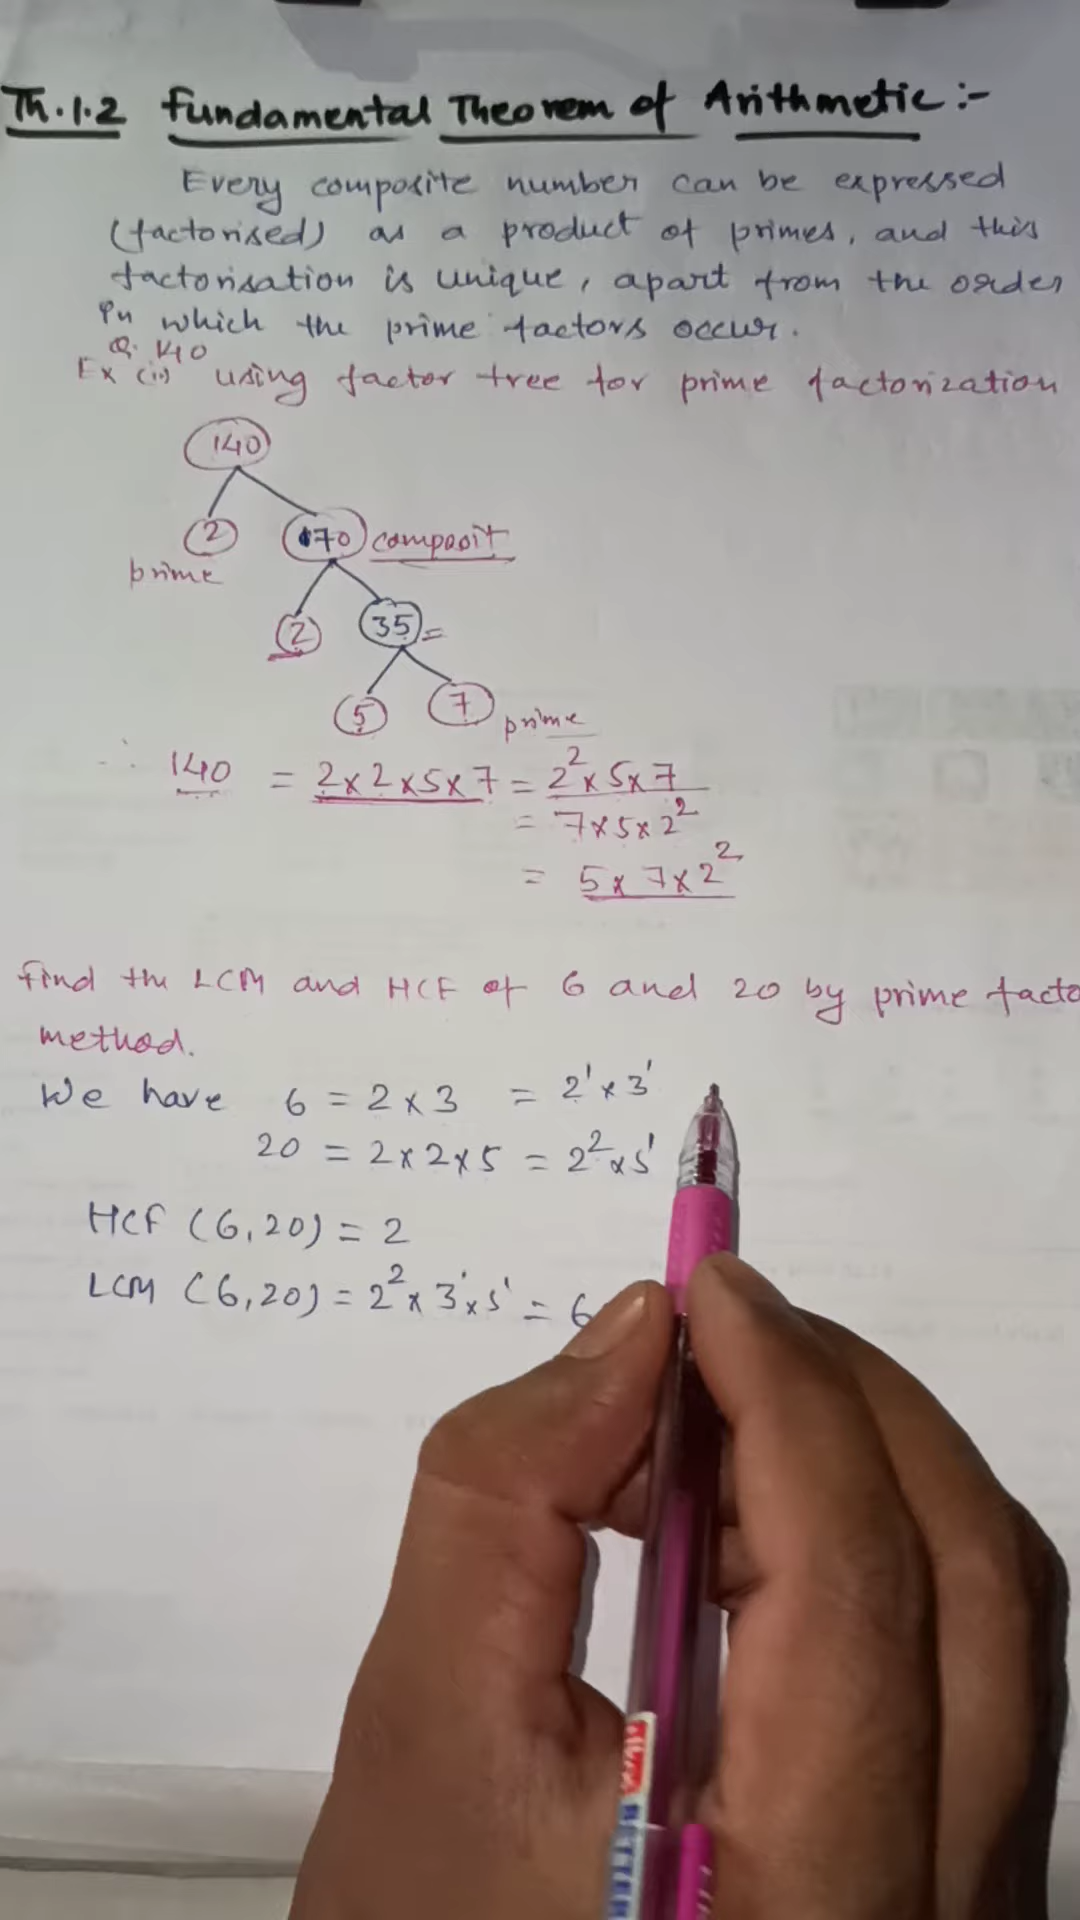 Th.1.2 Fundamental Theorem of Arithmetic :-
Every composite number can be expressed
(factorised) as a product of primes, and this
factorisation is unique, apart from the order
in which the prime factors occur.
Q. 140
Ex (ii) using factor tree for prime factorization
140
2 70 composit
prime
2 35 =
5 7 prime
∴ 140 = 2×2×5×7 = 2²×5×7
= 7×5×2²
= 5×7×2²
find the LCM and HCF of 6 and 20 by prime facto
method.
We have 6 = 2×3 = 2¹×3¹
20 = 2×2×5 = 2²×5¹
HCF (6,20) = 2
LCM (6,20) = 2²×3¹×5¹ = 6